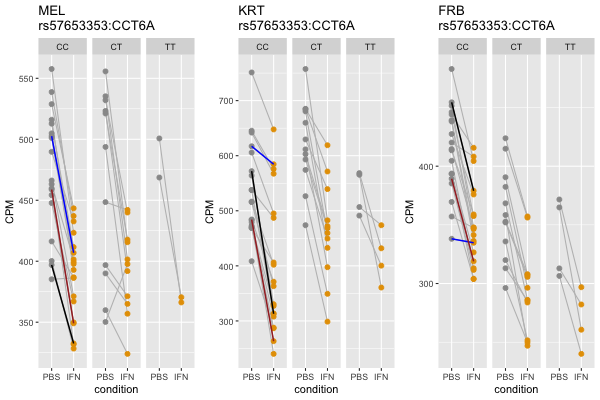 MEL
rs57653353:CCT6A
CC CT TT
CPM
550
500
450
400
350
PBS IFN PBS IFN PBS IFN
condition
KRT
rs57653353:CCT6A
CC CT TT
CPM
700
600
500
400
300
PBS IFN PBS IFN PBS IFN
condition
FRB
rs57653353:CCT6A
CC CT TT
CPM
400
300
PBS IFN PBS IFN PBS IFN
condition